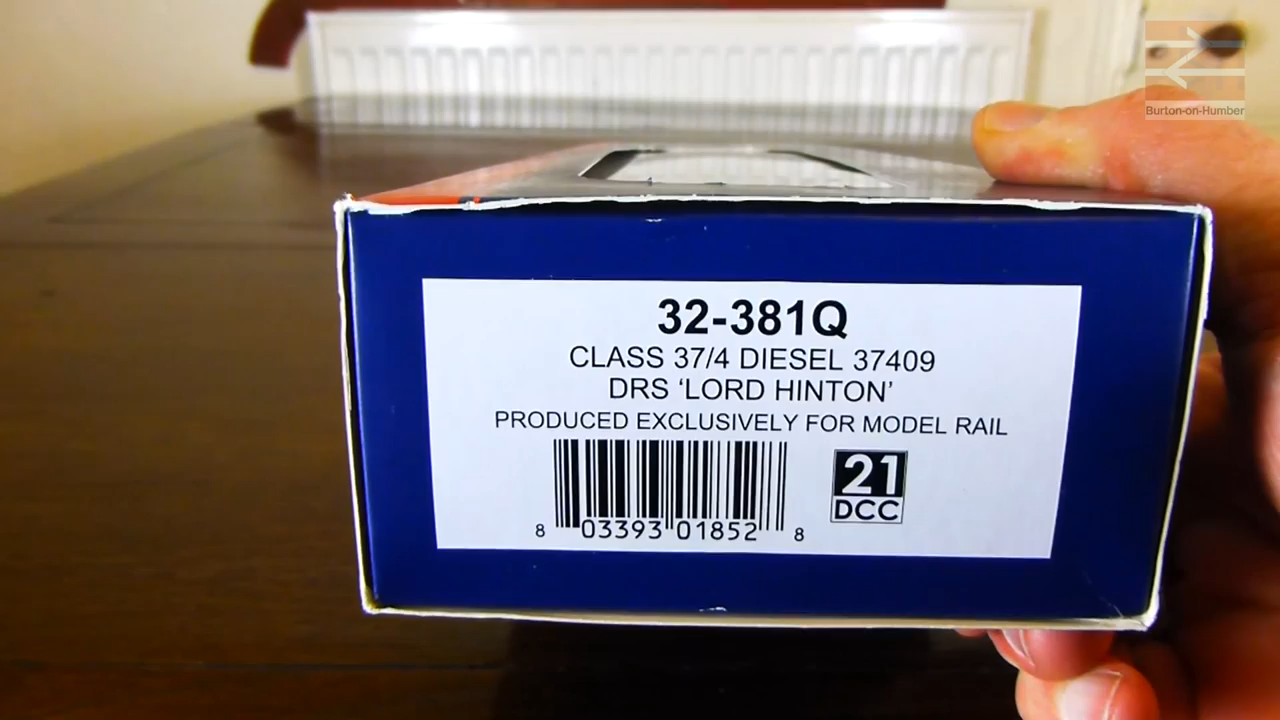 Burton-on-Humber
32-381Q
CLASS 37/4 DIESEL 37409
DRS ‘LORD HINTON’
PRODUCED EXCLUSIVELY FOR MODEL RAIL
21
DCC
8 03393 01852 8